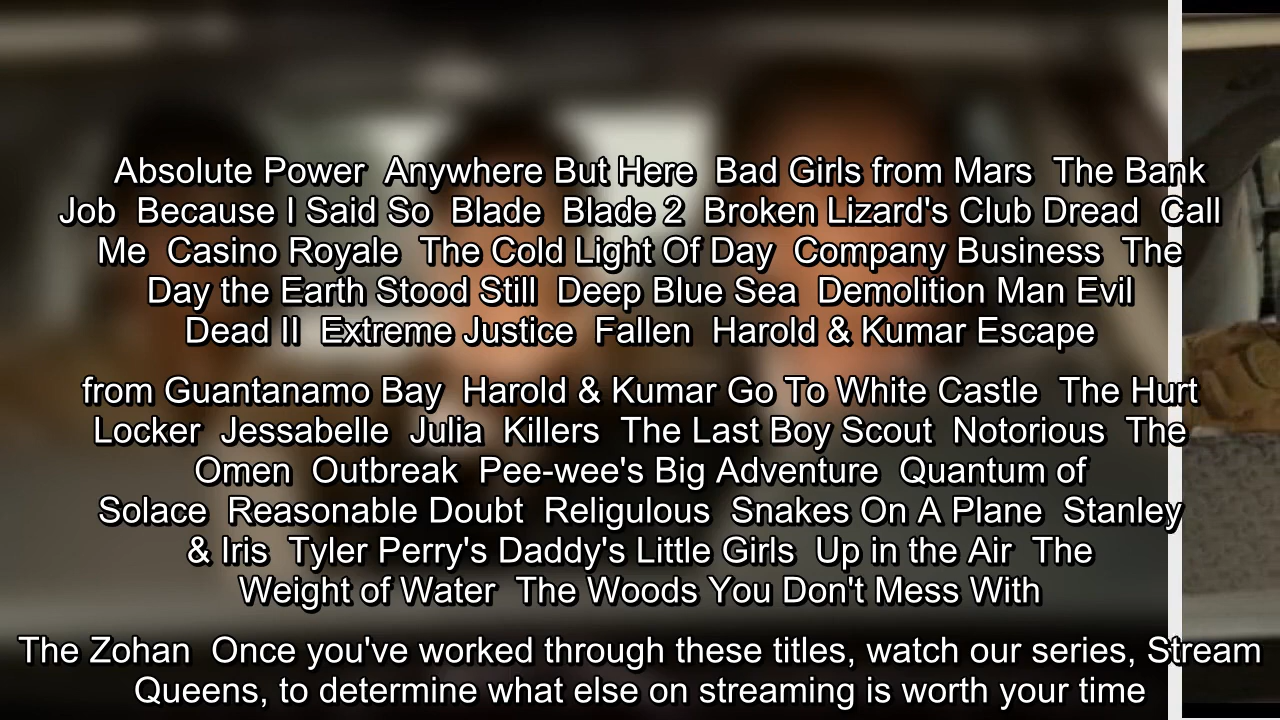 Absolute Power  Anywhere But Here  Bad Girls from Mars  The Bank
Job  Because I Said So  Blade  Blade 2  Broken Lizard's Club Dread  Call
Me  Casino Royale  The Cold Light Of Day  Company Business  The
Day the Earth Stood Still  Deep Blue Sea  Demolition Man Evil
Dead II  Extreme Justice  Fallen  Harold & Kumar Escape
from Guantanamo Bay  Harold & Kumar Go To White Castle  The Hurt
Locker  Jessabelle  Julia  Killers  The Last Boy Scout  Notorious  The
Omen  Outbreak  Pee-wee's Big Adventure  Quantum of
Solace  Reasonable Doubt  Religulous  Snakes On A Plane  Stanley
& Iris  Tyler Perry's Daddy's Little Girls  Up in the Air  The
Weight of Water  The Woods You Don't Mess With
The Zohan  Once you've worked through these titles, watch our series, Stream
Queens, to determine what else on streaming is worth your time